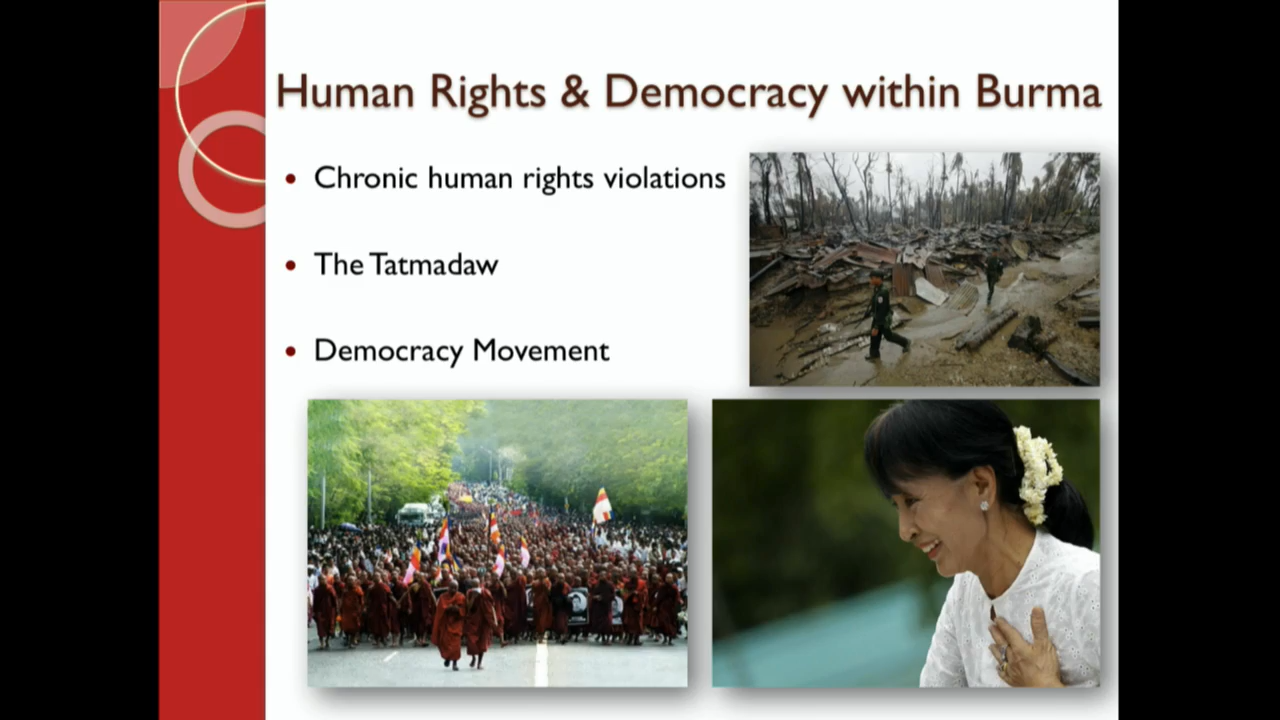 Human Rights & Democracy within Burma
• Chronic human rights violations
• The Tatmadaw
• Democracy Movement